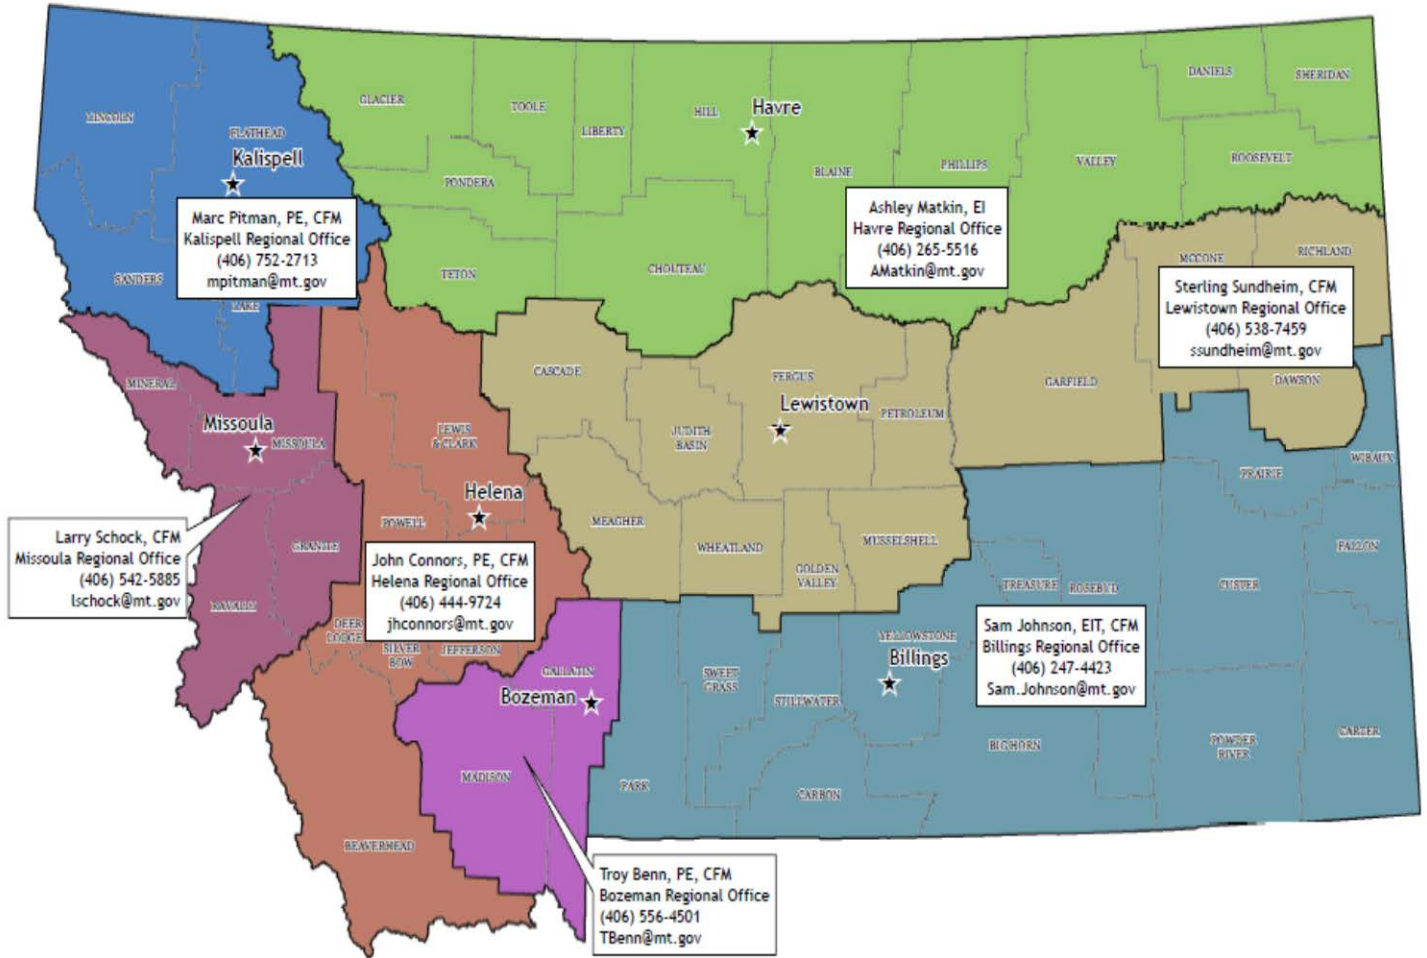 DANIELS
SHERIDAN
GLACIER
TOOLE
LIBERTY
HILL
Havre
LINCOLN
FLATHEAD
Kalispell
BLAINE
PHILLIPS
VALLEY
ROOSEVELT
PONDERA
Marc Pitman, PE, CFM
Kalispell Regional Office
(406) 752-2713
mpitman@mt.gov
Ashley Matkin, EI
Havre Regional Office
(406) 265-5516
AMatkin@mt.gov
SANDERS
LAKE
TETON
CHOUTEAU
MCCONE
RICHLAND
Sterling Sundheim, CFM
Lewistown Regional Office
(406) 538-7459
ssundheim@mt.gov
MINERAL
CASCADE
FERGUS
GARFIELD
DAWSON
Missoula
MISSOULA
LEWIS
& CLARK
JUDITH
BASIN
Lewistown
PETROLEUM
PRAIRIE
WIBAUX
Helena
POWELL
MEAGHER
WHEATLAND
GOLDEN
VALLEY
MUSSELSHELL
FALLON
GRANITE
Larry Schock, CFM
Missoula Regional Office
(406) 542-5885
lschock@mt.gov
John Connors, PE, CFM
Helena Regional Office
(406) 444-9724
jhconnors@mt.gov
RAVALLI
DEER
LODGE
SILVER
BOW
JEFFERSON
TREASURE
ROSEBYD
CUSTER
Sam Johnson, EIT, CFM
Billings Regional Office
(406) 247-4423
Sam.Johnson@mt.gov
GALLATIN
Bozeman
SWEET
GRASS
STILLWATER
YELLOWSTONE
Billings
MADISON
PARK
CARBON
BIG HORN
POWDER
RIVER
CARTER
BEAVERHEAD
Troy Benn, PE, CFM
Bozeman Regional Office
(406) 556-4501
TBenn@mt.gov